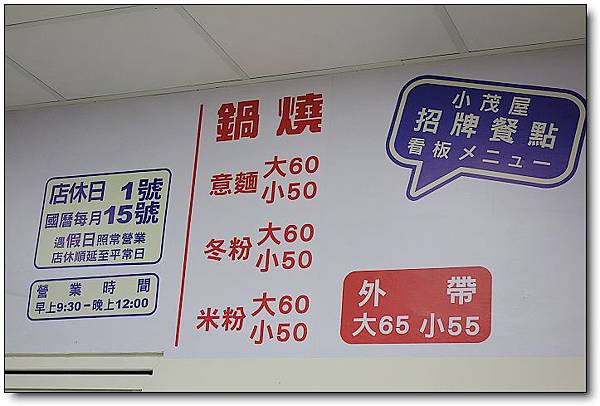 店休日 1號
國曆每月15號
遇假日照常營業
店休順延至平常日
營業時間
早上9:30-晚上12:00
鍋燒
意麵 大60
小50
冬粉 大60
小50
米粉 大60
小50
小茂屋
招牌餐點
看板メニュー
外帶
大65 小55